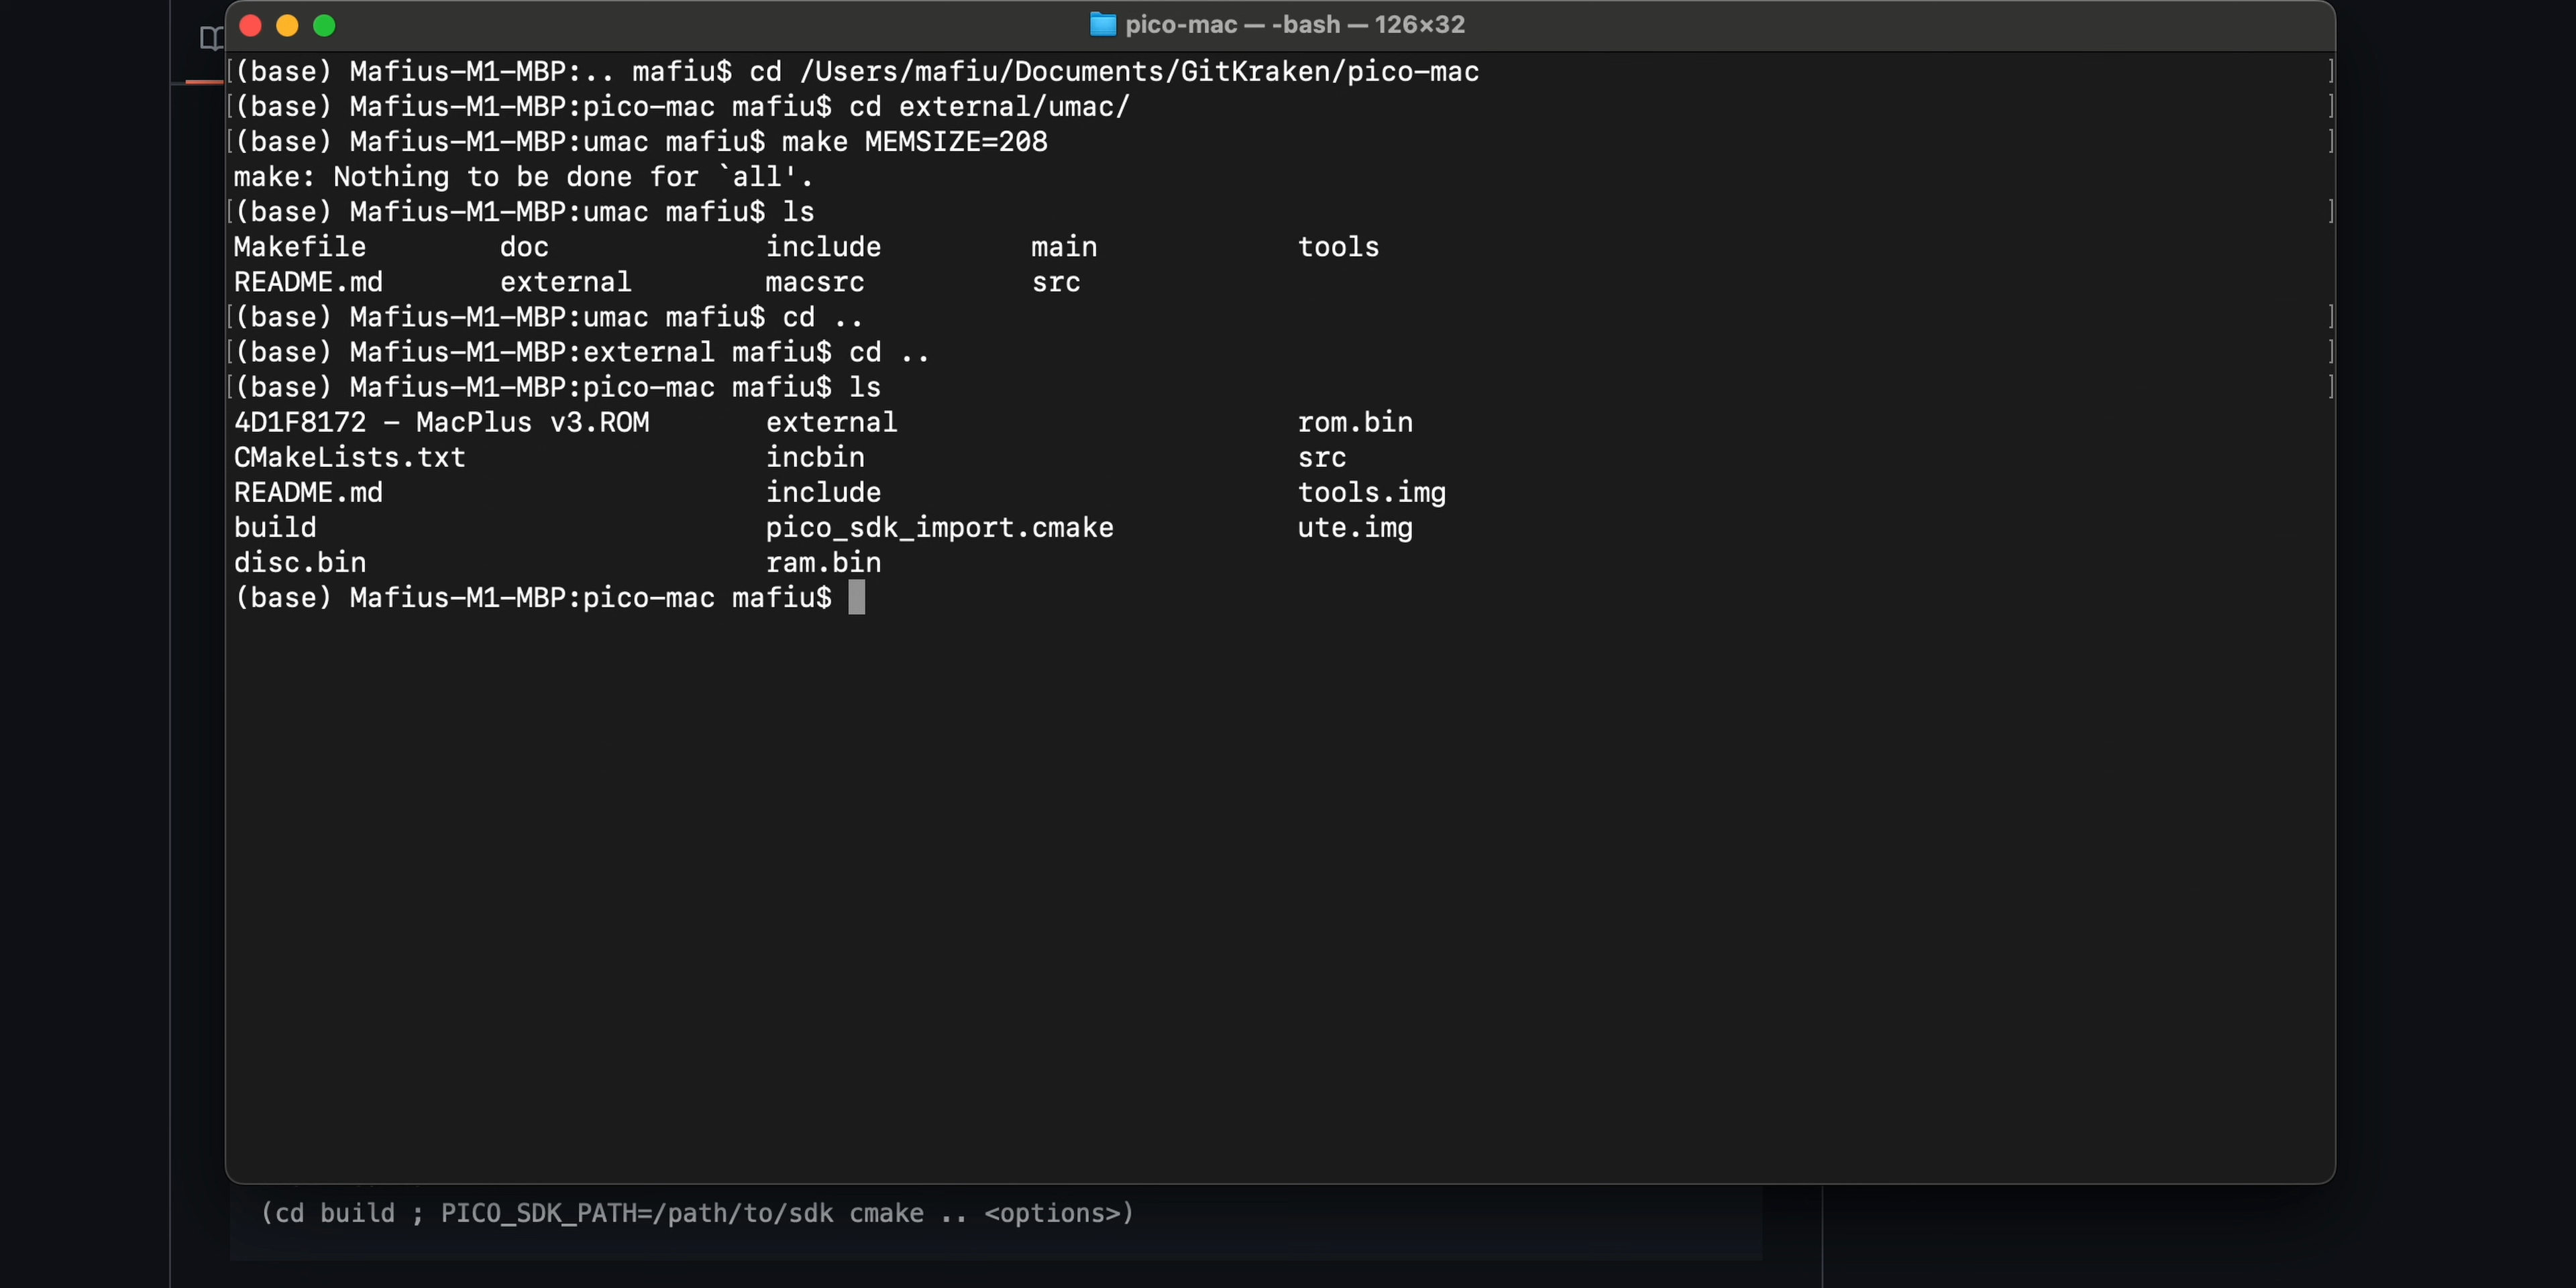 pico-mac — -bash — 126×32
(base) Mafius-M1-MBP:.. mafiu$ cd /Users/mafiu/Documents/GitKraken/pico-mac
(base) Mafius-M1-MBP:pico-mac mafiu$ cd external/umac/
(base) Mafius-M1-MBP:umac mafiu$ make MEMSIZE=208
make: Nothing to be done for `all'.
(base) Mafius-M1-MBP:umac mafiu$ ls
Makefile doc include main tools
README.md external macsrc src
(base) Mafius-M1-MBP:umac mafiu$ cd ..
(base) Mafius-M1-MBP:external mafiu$ cd ..
(base) Mafius-M1-MBP:pico-mac mafiu$ ls
4D1F8172 - MacPlus v3.ROM external rom.bin
CMakeLists.txt incbin src
README.md include tools.img
build pico_sdk_import.cmake ute.img
disc.bin ram.bin
(base) Mafius-M1-MBP:pico-mac mafiu$
(cd build ; PICO_SDK_PATH=/path/to/sdk cmake .. <options>)